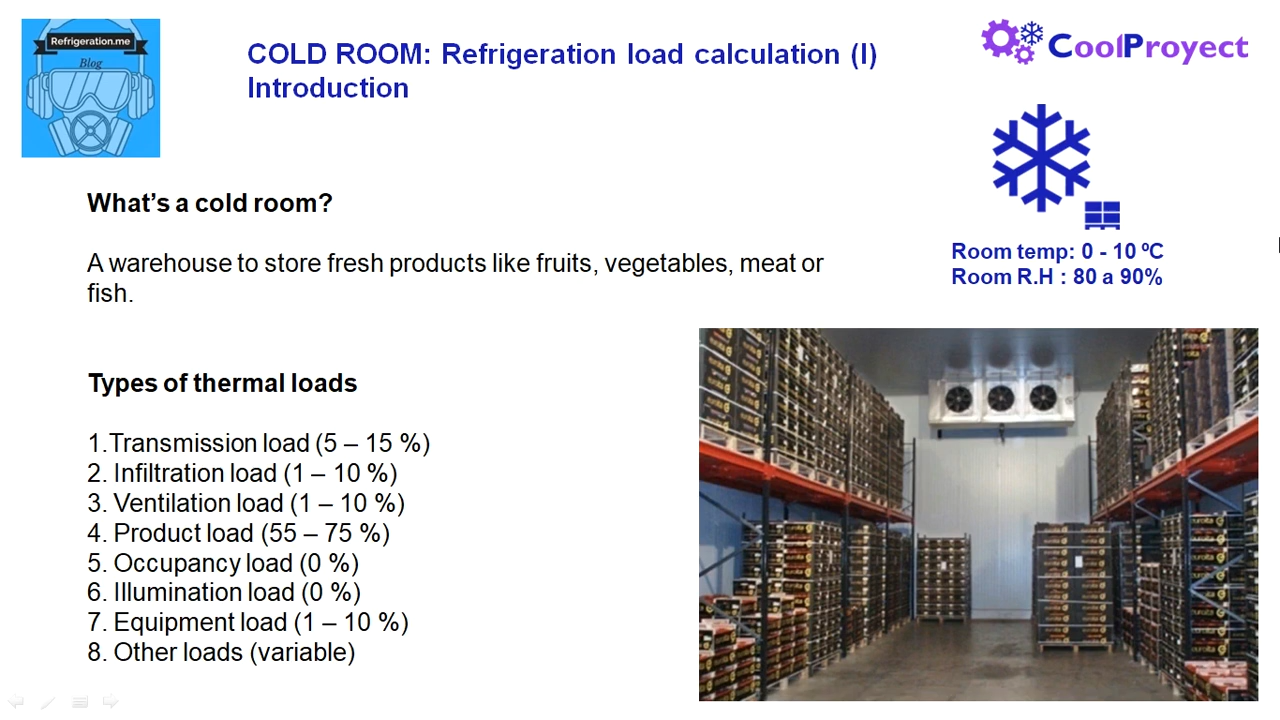 Refrigeration.me
Blog
COLD ROOM: Refrigeration load calculation (I)
Introduction
CoolProyect
What's a cold room?
A warehouse to store fresh products like fruits, vegetables, meat or
fish.
Room temp: 0 - 10 ºC
Room R.H : 80 a 90%
Types of thermal loads
1.Transmission load (5 – 15 %)
2. Infiltration load (1 – 10 %)
3. Ventilation load (1 – 10 %)
4. Product load (55 – 75 %)
5. Occupancy load (0 %)
6. Illumination load (0 %)
7. Equipment load (1 – 10 %)
8. Other loads (variable)